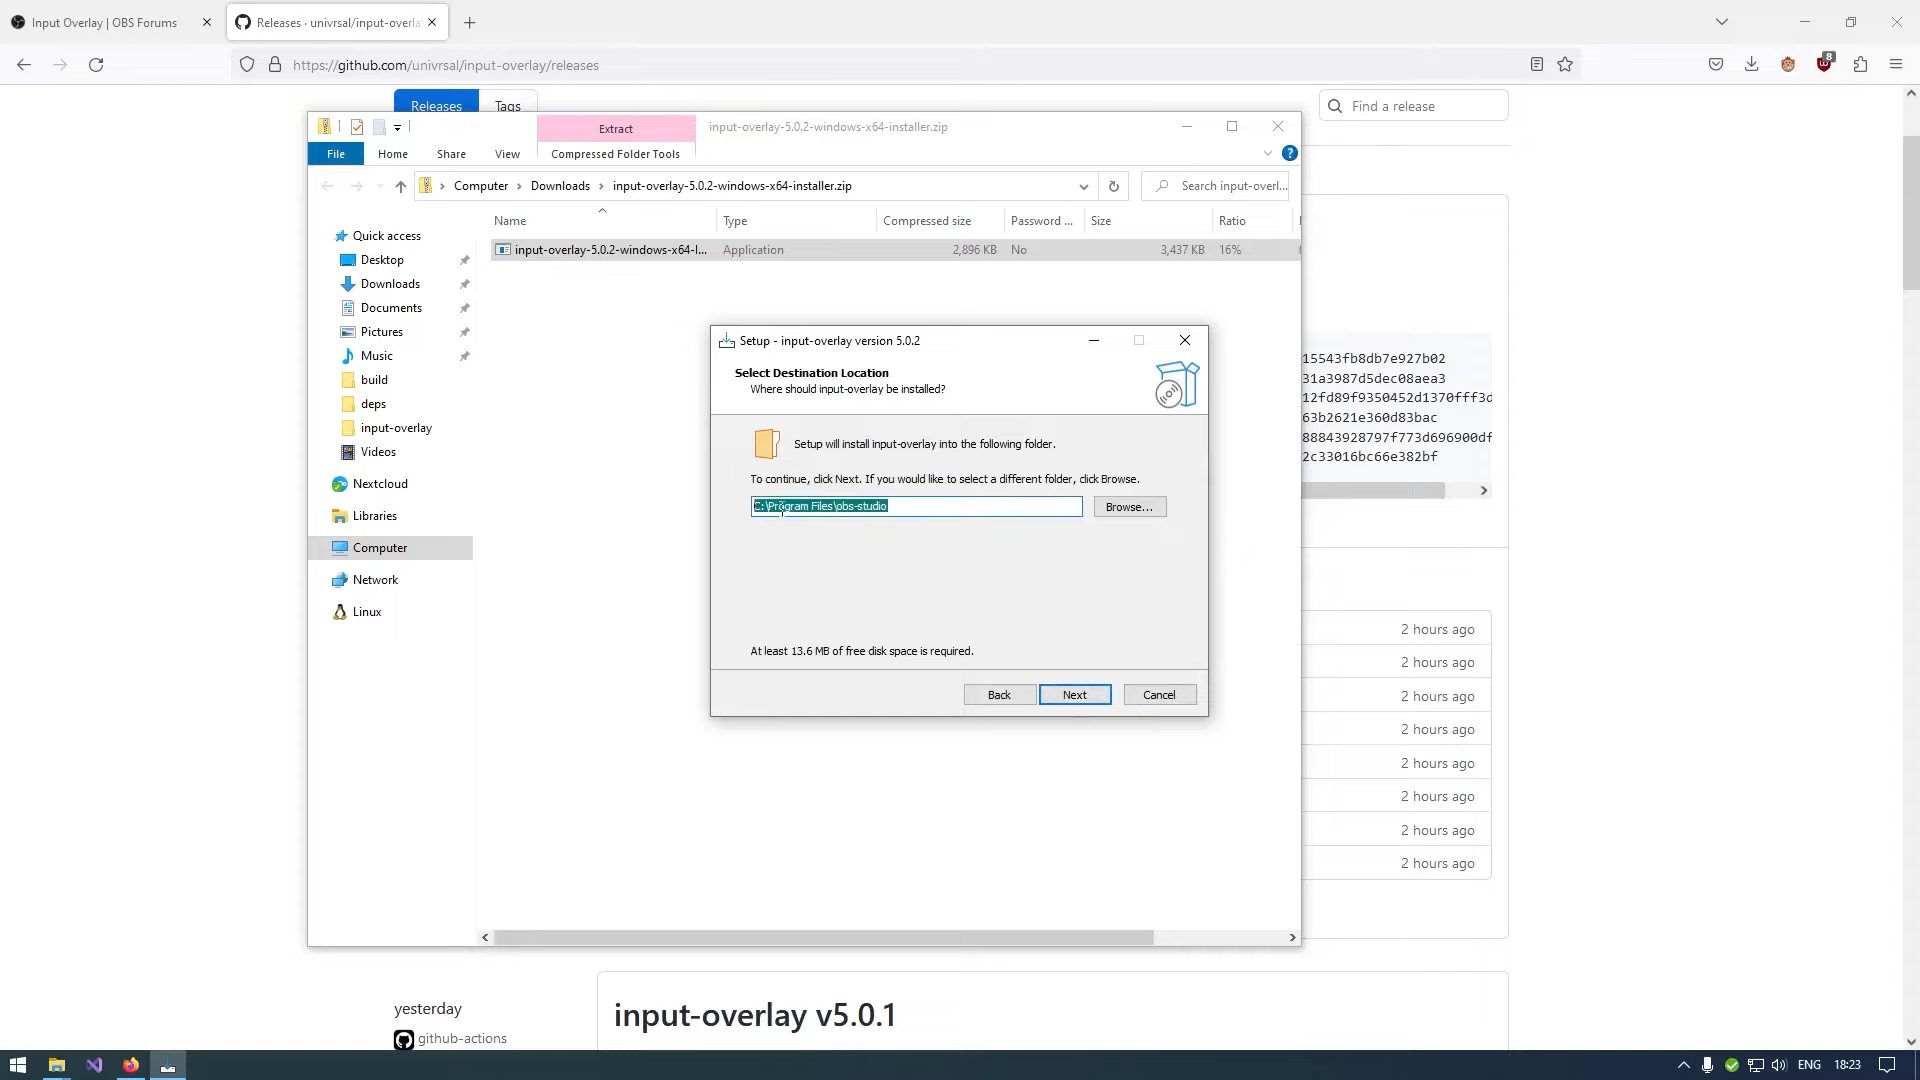 Input Overlay | OBS Forums
Releases · univrsal/input-overla
https://github.com/univrsal/input-overlay/releases
8
Releases
Tags
Find a release
Extract
input-overlay-5.0.2-windows-x64-installer.zip
File
Home
Share
View
Compressed Folder Tools
Computer
Downloads
input-overlay-5.0.2-windows-x64-installer.zip
Search input-overl...
Name
Type
Compressed size
Password ...
Size
Ratio
input-overlay-5.0.2-windows-x64-I...
Application
2,896 KB
No
3,437 KB
16%
Quick access
Desktop
Downloads
Documents
Pictures
Music
build
deps
input-overlay
Videos
Nextcloud
Libraries
Computer
Network
Linux
Setup - input-overlay version 5.0.2
Select Destination Location
Where should input-overlay be installed?
Setup will install input-overlay into the following folder.
To continue, click Next. If you would like to select a different folder, click Browse.
C:\Program Files\obs-studio
Browse...
At least 13.6 MB of free disk space is required.
Back
Next
Cancel
15543fb8db7e927b02
31a3987d5dec08aea3
12fd89f9350452d1370fff3d
63b2621e360d83bac
88843928797f773d696900df
2c33016bc66e382bf
2 hours ago
2 hours ago
2 hours ago
2 hours ago
2 hours ago
2 hours ago
2 hours ago
2 hours ago
yesterday
github-actions
input-overlay v5.0.1
ENG
18:23